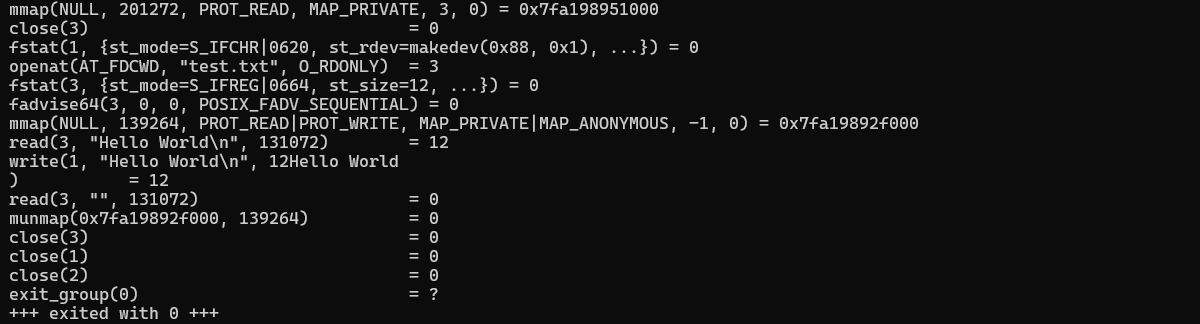 mmap(NULL, 201272, PROT_READ, MAP_PRIVATE, 3, 0) = 0x7fa198951000
close(3)                                = 0
fstat(1, {st_mode=S_IFCHR|0620, st_rdev=makedev(0x88, 0x1), ...}) = 0
openat(AT_FDCWD, "test.txt", O_RDONLY)  = 3
fstat(3, {st_mode=S_IFREG|0664, st_size=12, ...}) = 0
fadvise64(3, 0, 0, POSIX_FADV_SEQUENTIAL) = 0
mmap(NULL, 139264, PROT_READ|PROT_WRITE, MAP_PRIVATE|MAP_ANONYMOUS, -1, 0) = 0x7fa19892f000
read(3, "Hello World\n", 131072)        = 12
write(1, "Hello World\n", 12Hello World
)           = 12
read(3, "", 131072)                     = 0
munmap(0x7fa19892f000, 139264)          = 0
close(3)                                = 0
close(1)                                = 0
close(2)                                = 0
exit_group(0)                           = ?
+++ exited with 0 +++